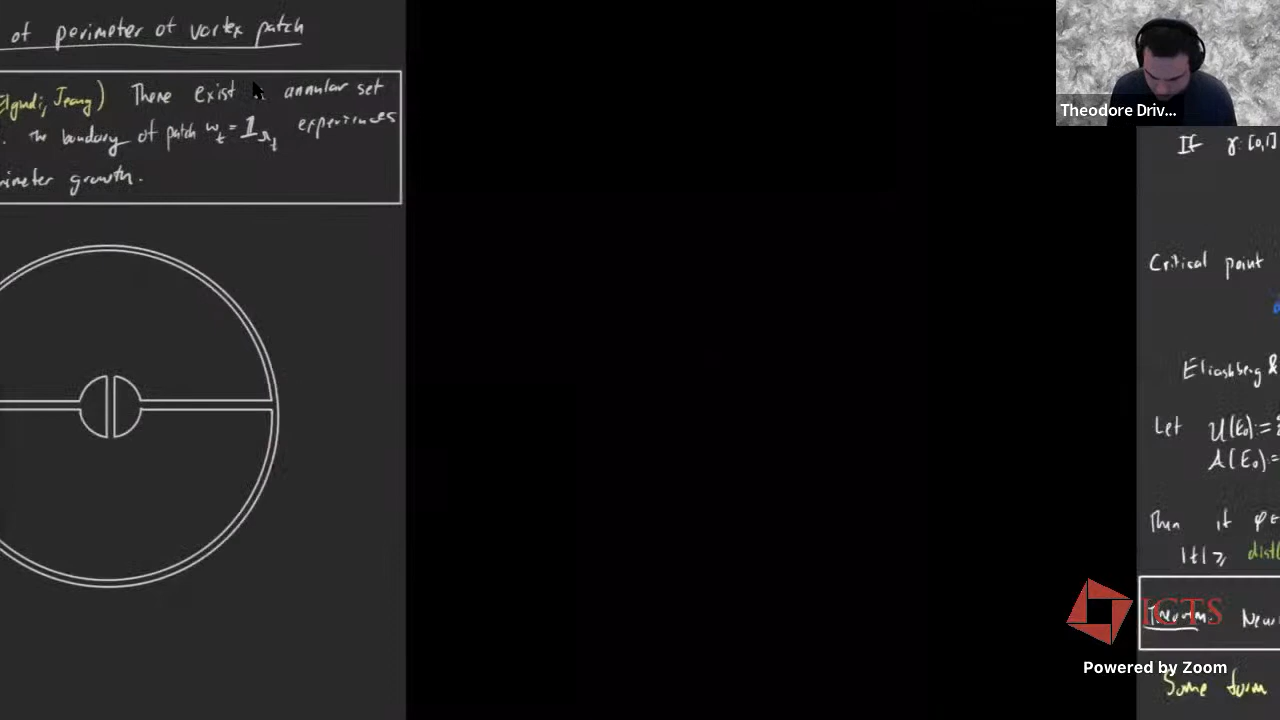 of perimeter of vortex patch
Elgindi, Jeong) There exist annular set
. The boundary of patch ω_t = 1_Ω_t experiences
rimeter growth.
Theodore Driv...
If γ: [0,1]
Critical point
Eliashberg &
Let U(E₀) :=
A(E₀) =
Then if φ ∈
|t| ≥ dist(
Theorem: New
Some form
ICTS
Powered by Zoom